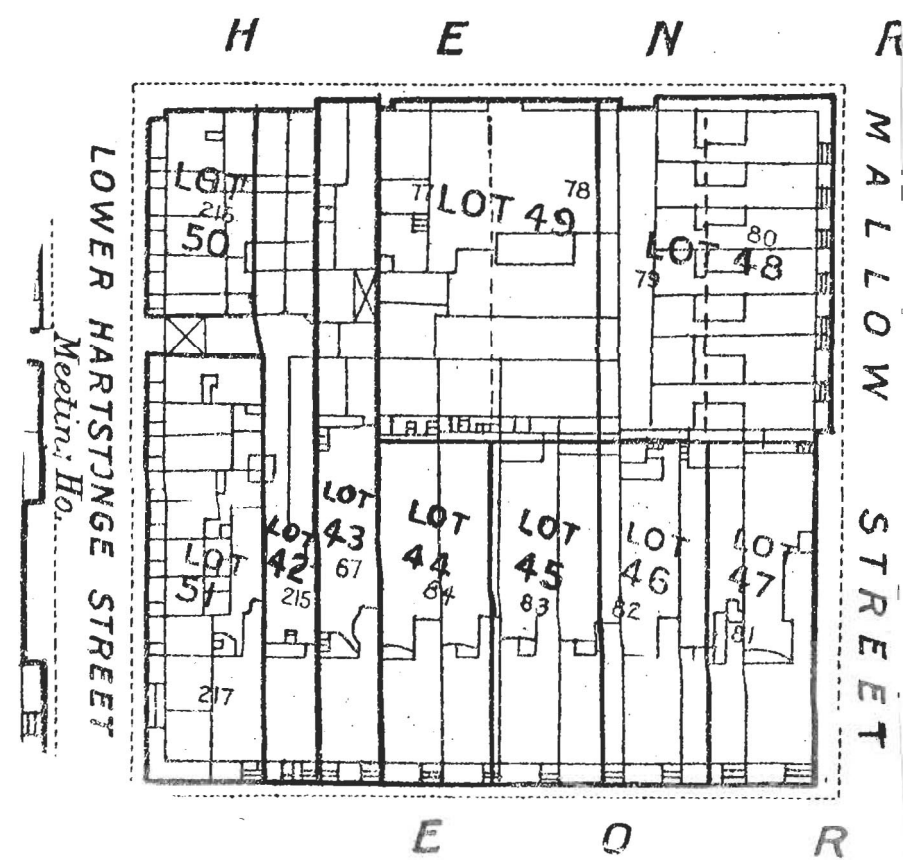 H E N R
MALLOW STREET
LOWER HARTSTONGE STREET
Meeting Ho.
LOT
216
50
77
LOT 49
78
LOT 48
80
79
LOT
51
217
LOT
42
215
LOT
43
67
LOT
44
84
LOT
45
83
LOT
46
82
LOT
47
81
E O R